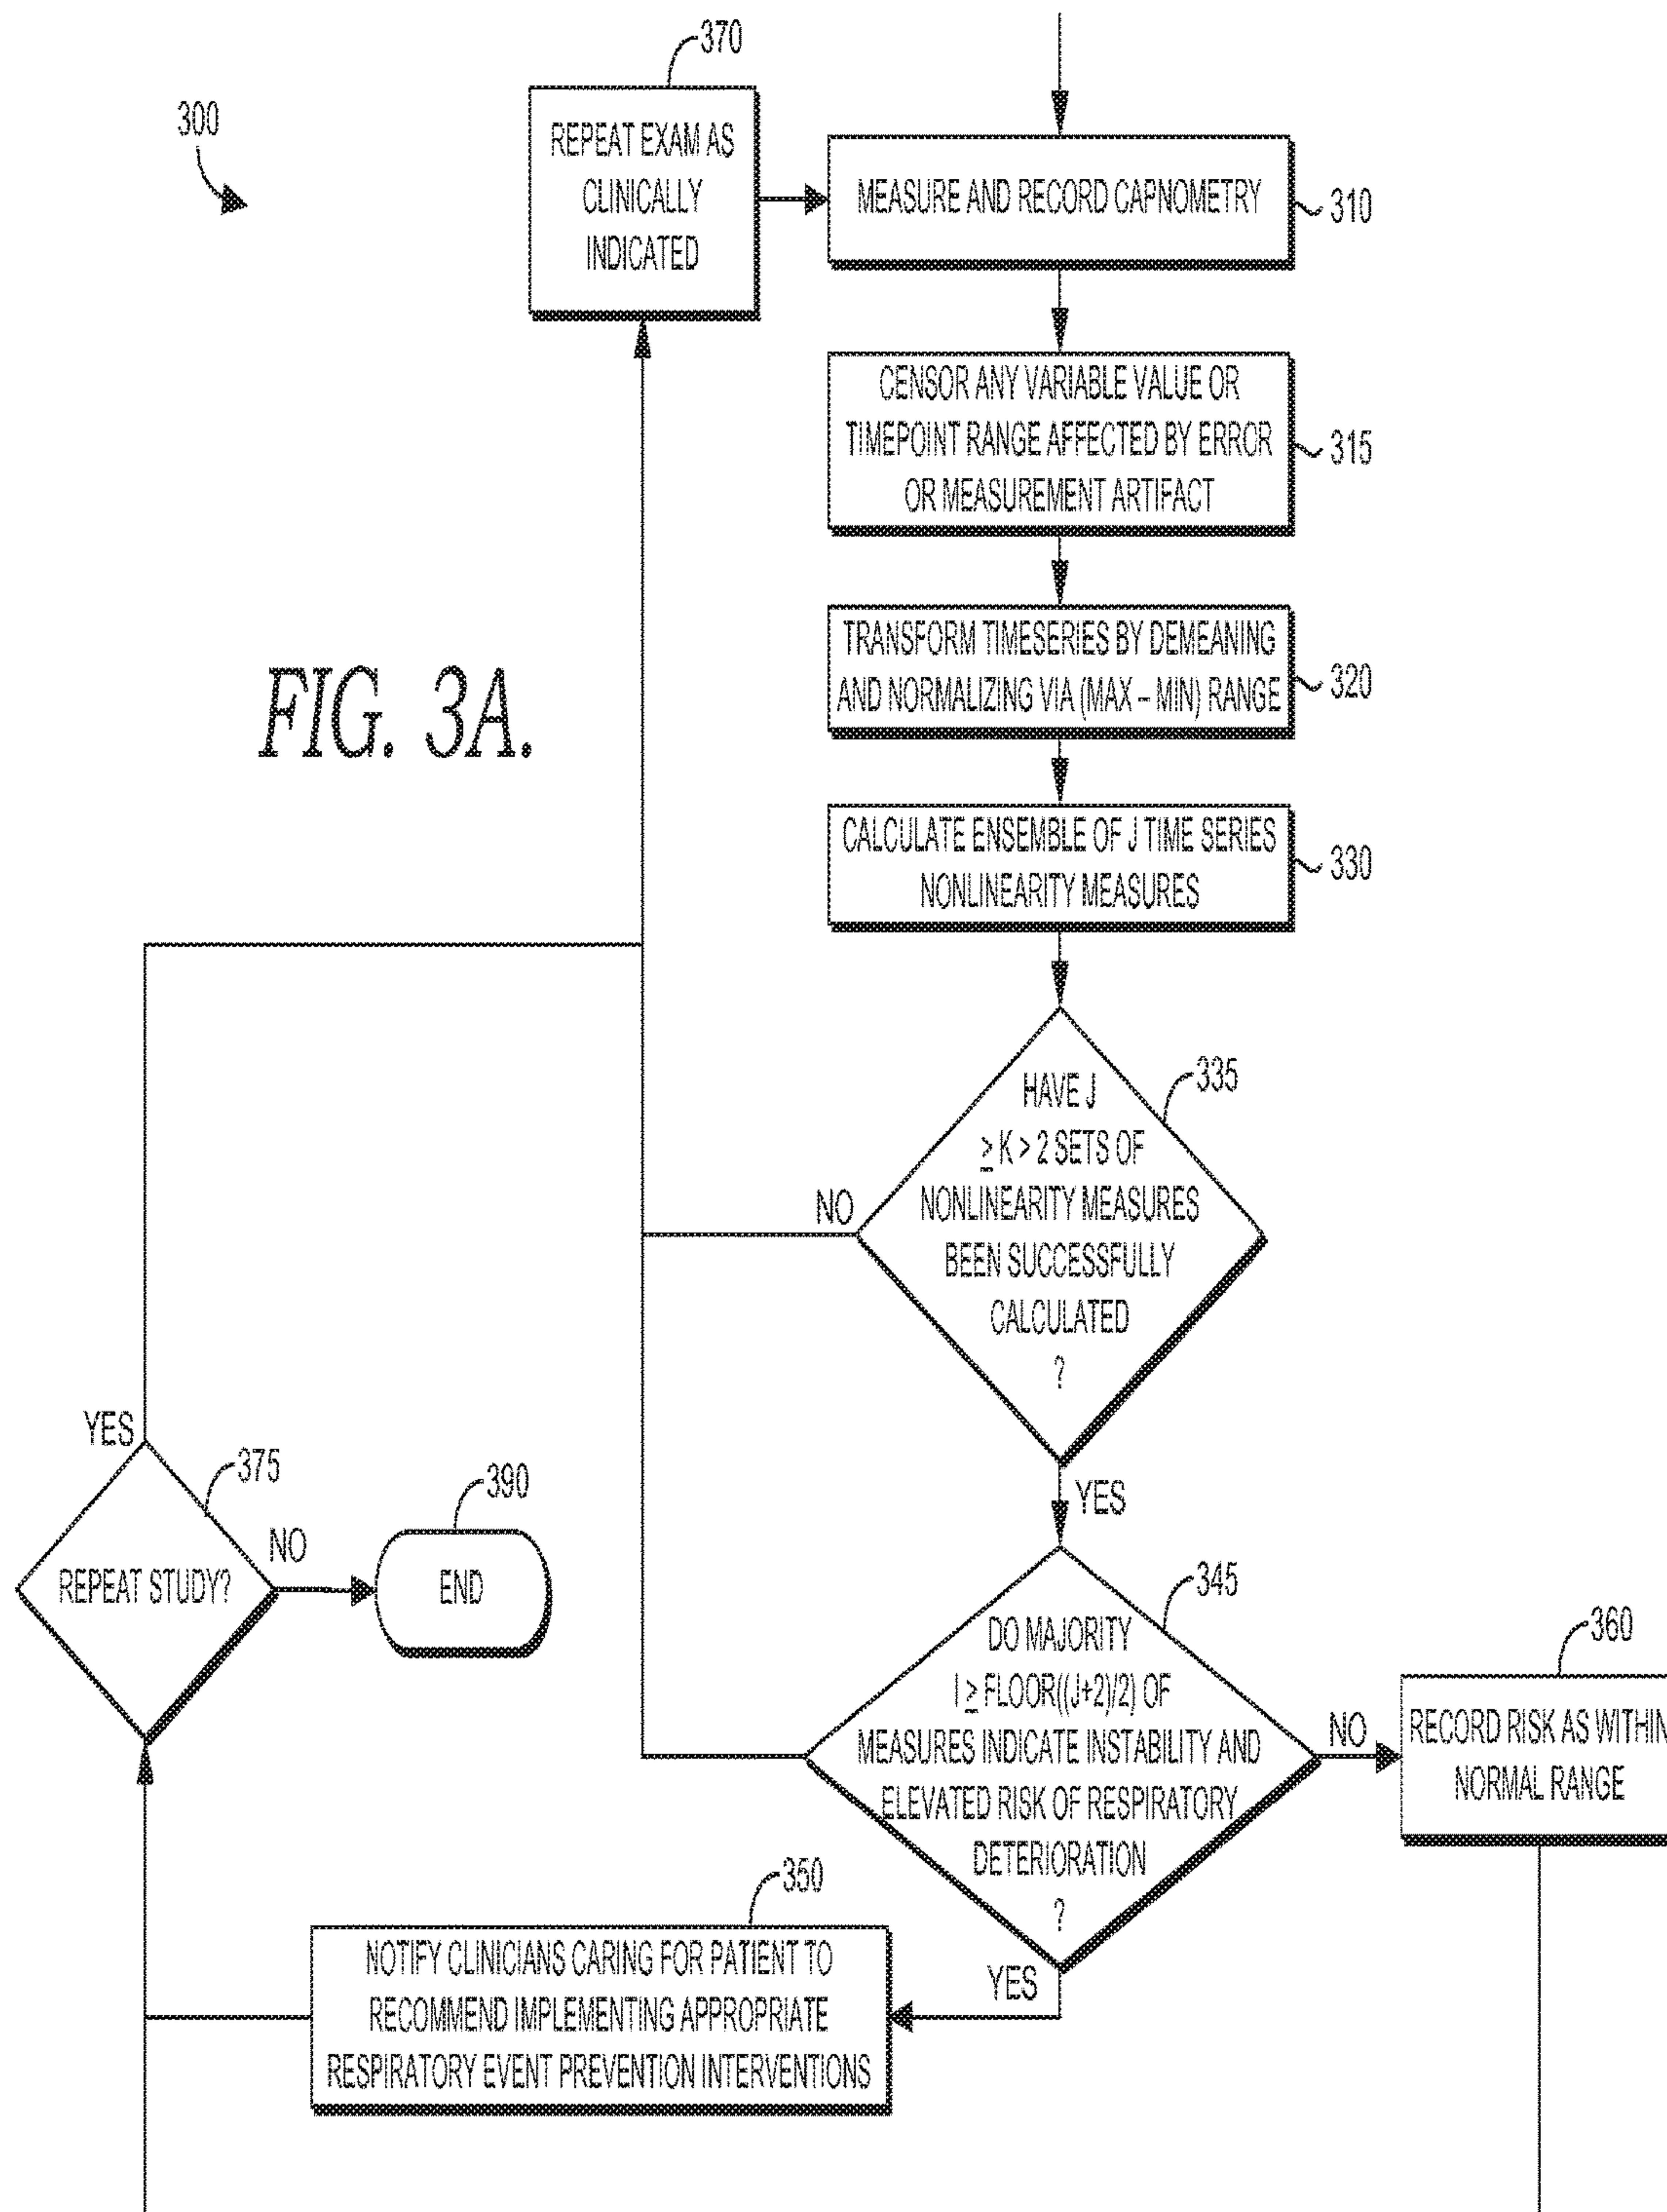 370
300
REPEAT EXAM AS
CLINICALLY
INDICATED
MEASURE AND RECORD CAPNOMETRY
310
CENSOR ANY VARIABLE VALUE OR
TIMEPOINT RANGE AFFECTED BY ERROR
OR MEASUREMENT ARTIFACT
315
TRANSFORM TIMESERIES BY DEMEANING
AND NORMALIZING VIA (MAX – MIN) RANGE
320
FIG. 3A.
CALCULATE ENSEMBLE OF J TIME SERIES
NONLINEARITY MEASURES
330
HAVE J
≥ K > 2 SETS OF
NONLINEARITY MEASURES
BEEN SUCCESSFULLY
CALCULATED
?
335
NO
YES
YES
375
REPEAT STUDY?
NO
390
END
345
DO MAJORITY
I ≥ FLOOR((J+2)/2) OF
MEASURES INDICATE INSTABILITY AND
ELEVATED RISK OF RESPIRATORY
DETERIORATION
?
NO
360
RECORD RISK AS WITHIN
NORMAL RANGE
YES
350
NOTIFY CLINICIANS CARING FOR PATIENT TO
RECOMMEND IMPLEMENTING APPROPRIATE
RESPIRATORY EVENT PREVENTION INTERVENTIONS